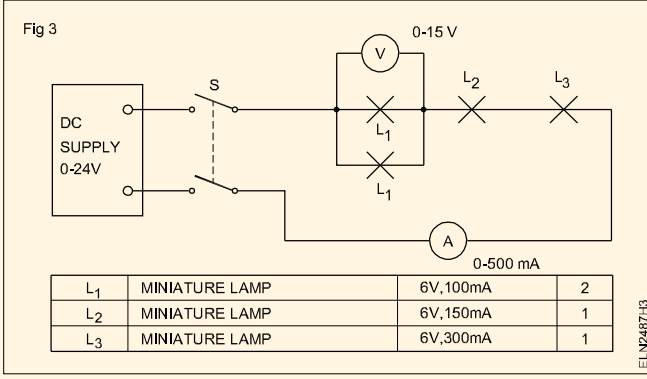 Fig 3
0-15 V
V
S
L2
L3
DC
SUPPLY
0-24V
L1
L1
A
0-500 mA
L1 MINIATURE LAMP 6V,100mA 2
L2 MINIATURE LAMP 6V,150mA 1
L3 MINIATURE LAMP 6V,300mA 1
ELN2487H3